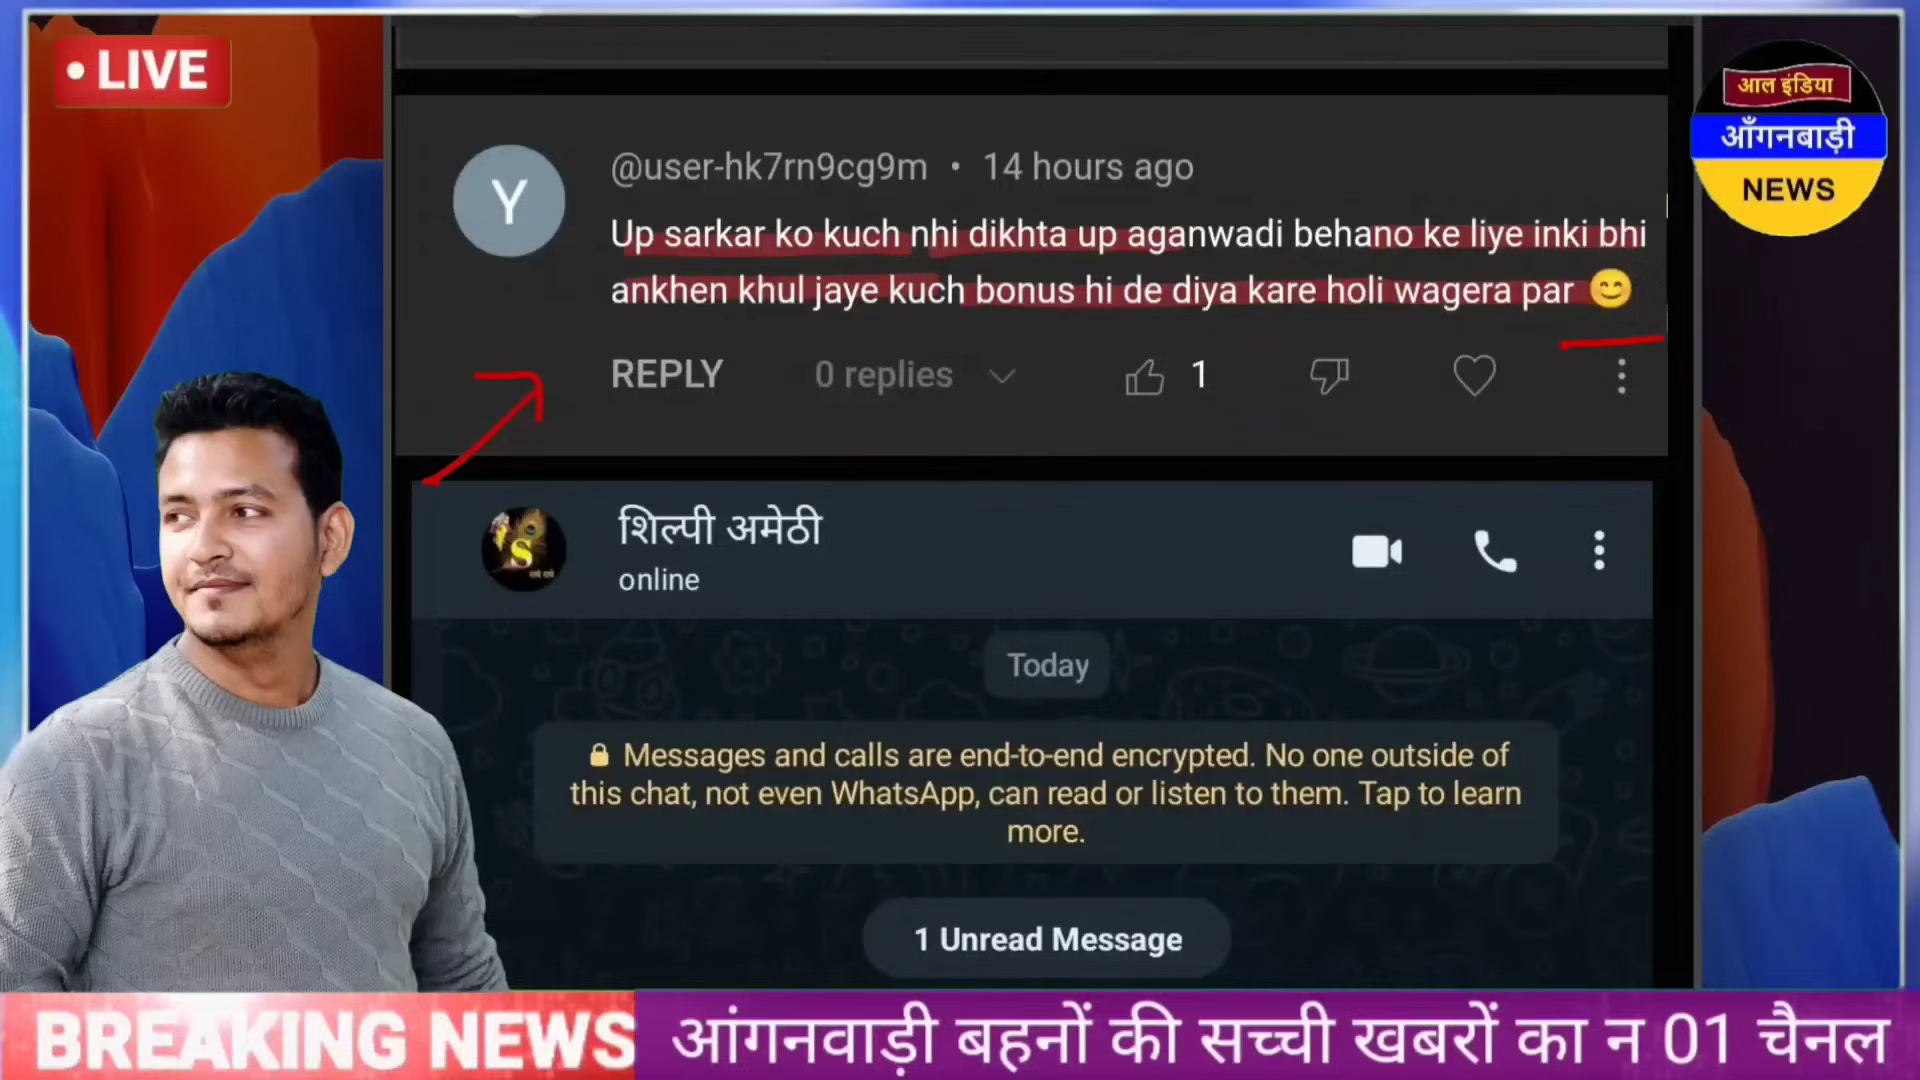 • LIVE
आल इंडिया
आँगनबाड़ी
NEWS
Y
@user-hk7rn9cg9m • 14 hours ago
Up sarkar ko kuch nhi dikhta up aganwadi behano ke liye inki bhi
ankhen khul jaye kuch bonus hi de diya kare holi wagera par 😊
REPLY 0 replies 1
S
शिल्पी अमेठी
online
Today
🔒 Messages and calls are end-to-end encrypted. No one outside of
this chat, not even WhatsApp, can read or listen to them. Tap to learn
more.
1 Unread Message
BREAKING NEWS आंगनवाड़ी बहनों की सच्ची खबरों का न 01 चैनल